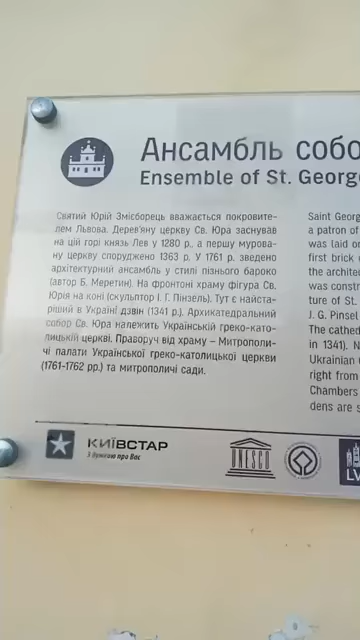 Ансамбль собо
Ensemble of St. George
Святий Юрій Змієборець вважається покровите-
лем Львова. Дерев'яну церкву Св. Юра заснував
на цій горі князь Лев у 1280 р., а першу мурова-
ну церкву споруджено 1363 р. У 1761 р. зведено
архітектурний ансамбль у стилі пізнього бароко
(автор Б. Меретин). На фронтоні храму фігура Св.
Юрія на коні (скульптор І. Г. Пінзель). Тут є найста-
ріший в Україні дзвін (1341 р.). Архикатедральний
собор Св. Юра належить Українській греко-като-
лицькій церкві. Праворуч від храму – Митрополи-
чі палати Української греко-католицької церкви
(1761-1762 рр.) та митрополичі сади.
Saint Georg
a patron of
was laid on
first brick c
the archite
was constr
ture of St.
J. G. Pinsel
The cathed
in 1341). N
Ukrainian
right from
Chambers
dens are s
КИЇВСТАР
З думкою про Вас
UNESCO
LV